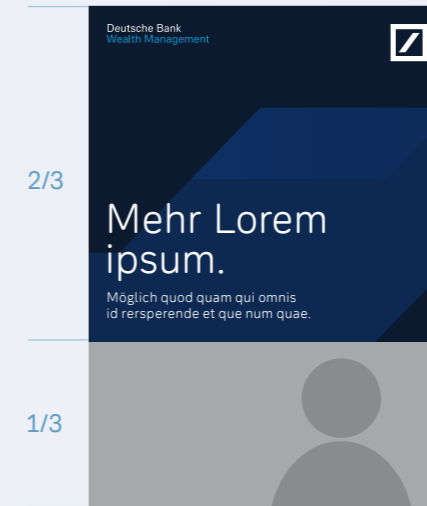 Deutsche Bank
Wealth Management
2/3
Mehr Lorem
ipsum.
Möglich quod quam qui omnis
id rersperende et que num quae.
1/3